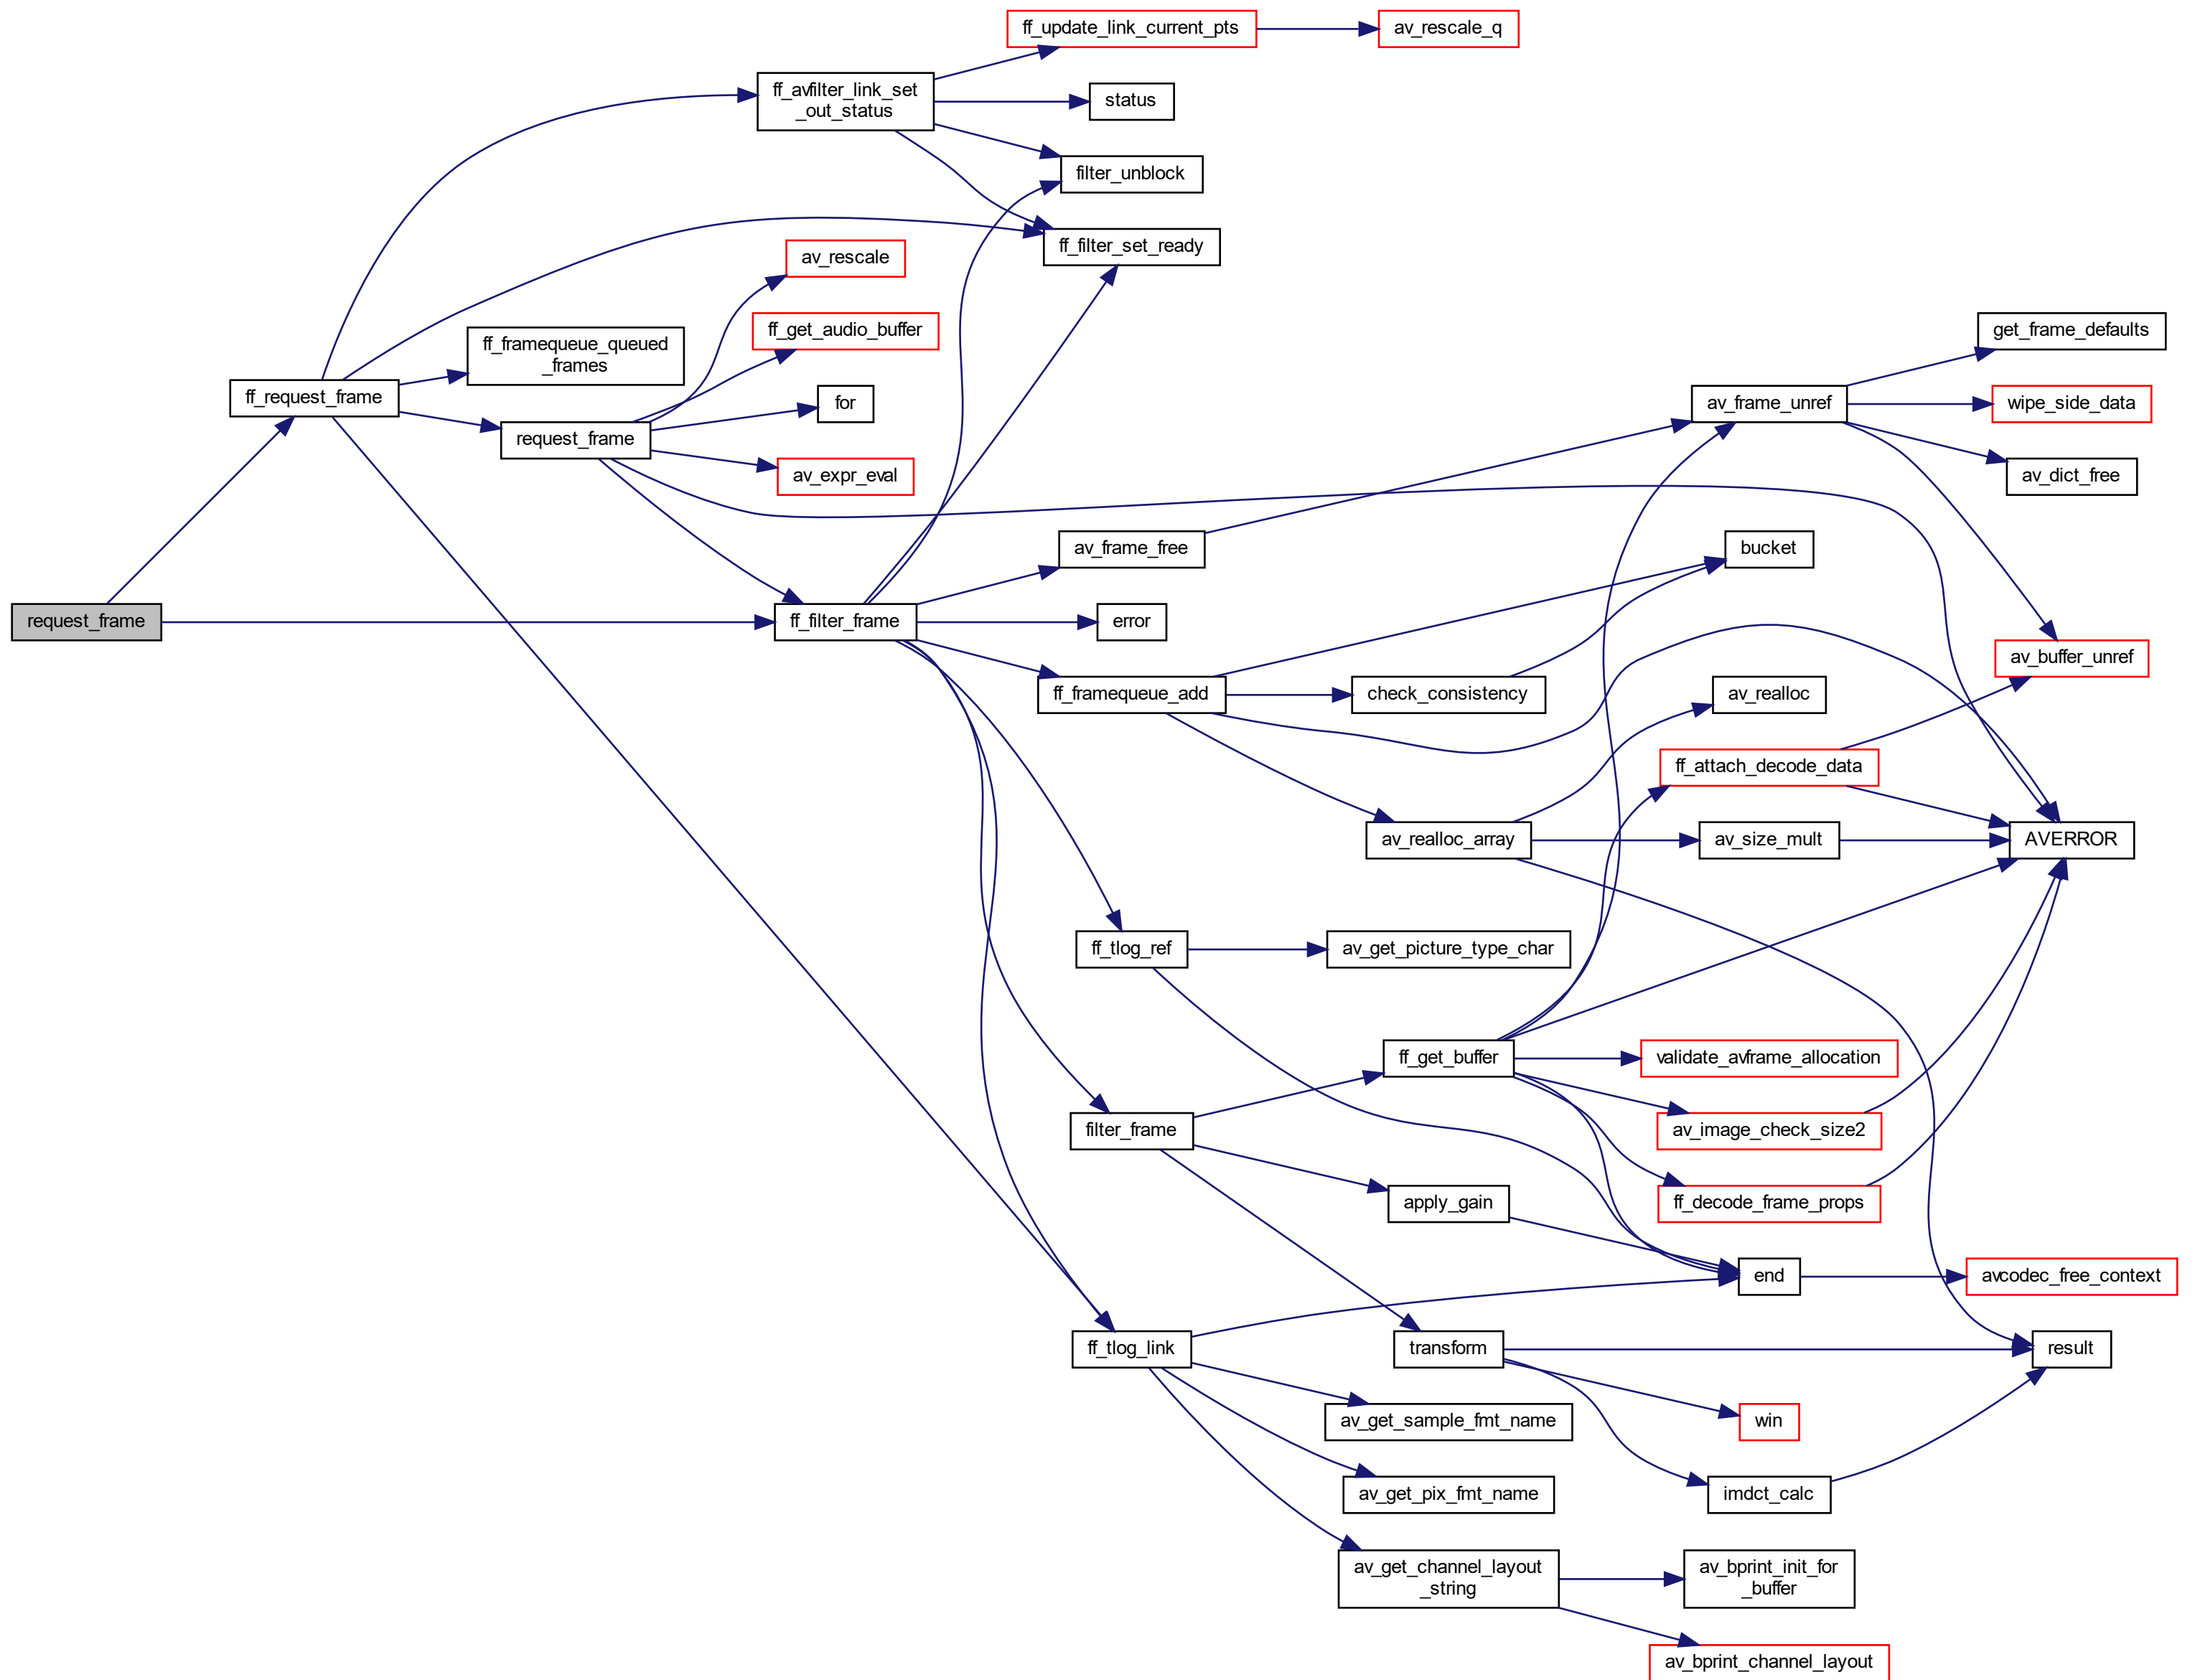 ff_update_link_current_pts
av_rescale_q
ff_avfilter_link_set
_out_status
status
filter_unblock
ff_filter_set_ready
av_rescale
ff_get_audio_buffer
get_frame_defaults
ff_framequeue_queued
_frames
ff_request_frame
for
av_frame_unref
wipe_side_data
request_frame
av_expr_eval
av_dict_free
av_frame_free
bucket
request_frame
ff_filter_frame
error
av_buffer_unref
ff_framequeue_add
check_consistency
av_realloc
ff_attach_decode_data
av_realloc_array
av_size_mult
AVERROR
ff_tlog_ref
av_get_picture_type_char
ff_get_buffer
validate_avframe_allocation
filter_frame
av_image_check_size2
apply_gain
ff_decode_frame_props
end
avcodec_free_context
ff_tlog_link
transform
result
av_get_sample_fmt_name
win
av_get_pix_fmt_name
imdct_calc
av_get_channel_layout
_string
av_bprint_init_for
_buffer
av_bprint_channel_layout